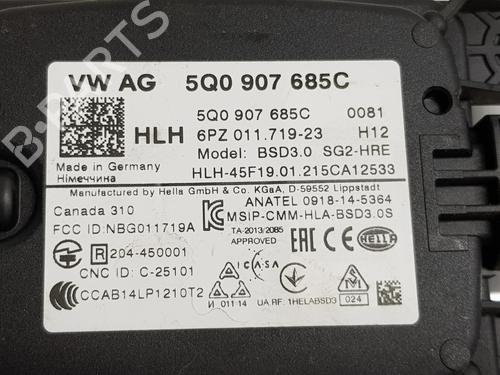 VW AG 5Q0 907 685C
5Q0 907 685C 0081
HLH 6PZ 011.719-23 H12
Model: BSD3.0 SG2-HRE
Made in Germany
Німеччина
HLH-45F19.01.215CA12533
Manufactured by Hella GmbH & Co. KGaA, D-59552 Lippstadt
Canada 310
ANATEL 0918-14-5364
FCC ID:NBG011719A
MSIP-CMM-HLA-BSD3.0S
TA-2013/2085
APPROVED
R 204-450001
HELLA
CNC ID: C-25101
ICASA
CCAB14LP1210T2
И 011 14
UA RF: 1HELABSD3
024